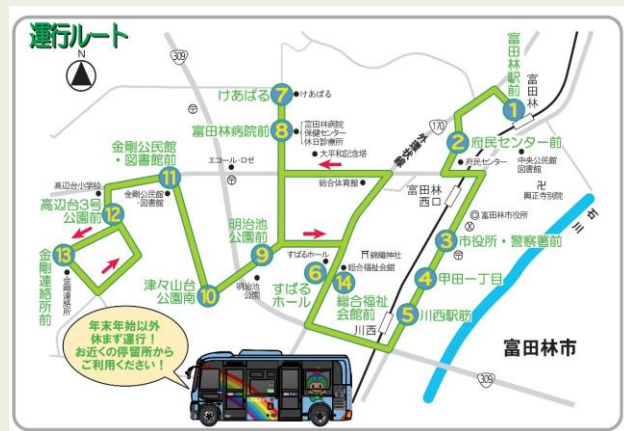 運行ルート
N
309
7
けあぱる
けあぱる
8
富田林病院前
富田林病院
保健センター
休日診療所
大平和記念塔
エコール・ロゼ
総合体育館
外環状線
170
富田林駅前
1
富田林
2
府民センター前
府民センター
中央公民館
図書館
興正寺別院
富田林西口
富田林市役所
石川
3
市役所・警察署前
4
甲田一丁目
5
川西駅筋
川西
富田林市
309
金剛公民館
・図書館前
11
金剛公民館
・図書館
高辺台小学校
高辺台3号
公園前
12
13
金剛連絡所前
金剛連絡所
津々山台
公園南
10
明治池
公園前
9
明治池
公園
すばるホール
6
すばる
ホール
錦織神社
総合福祉会館
14
総合福祉
会館前
年末年始以外
休まず運行!
お近くの停留所から
ご利用ください!